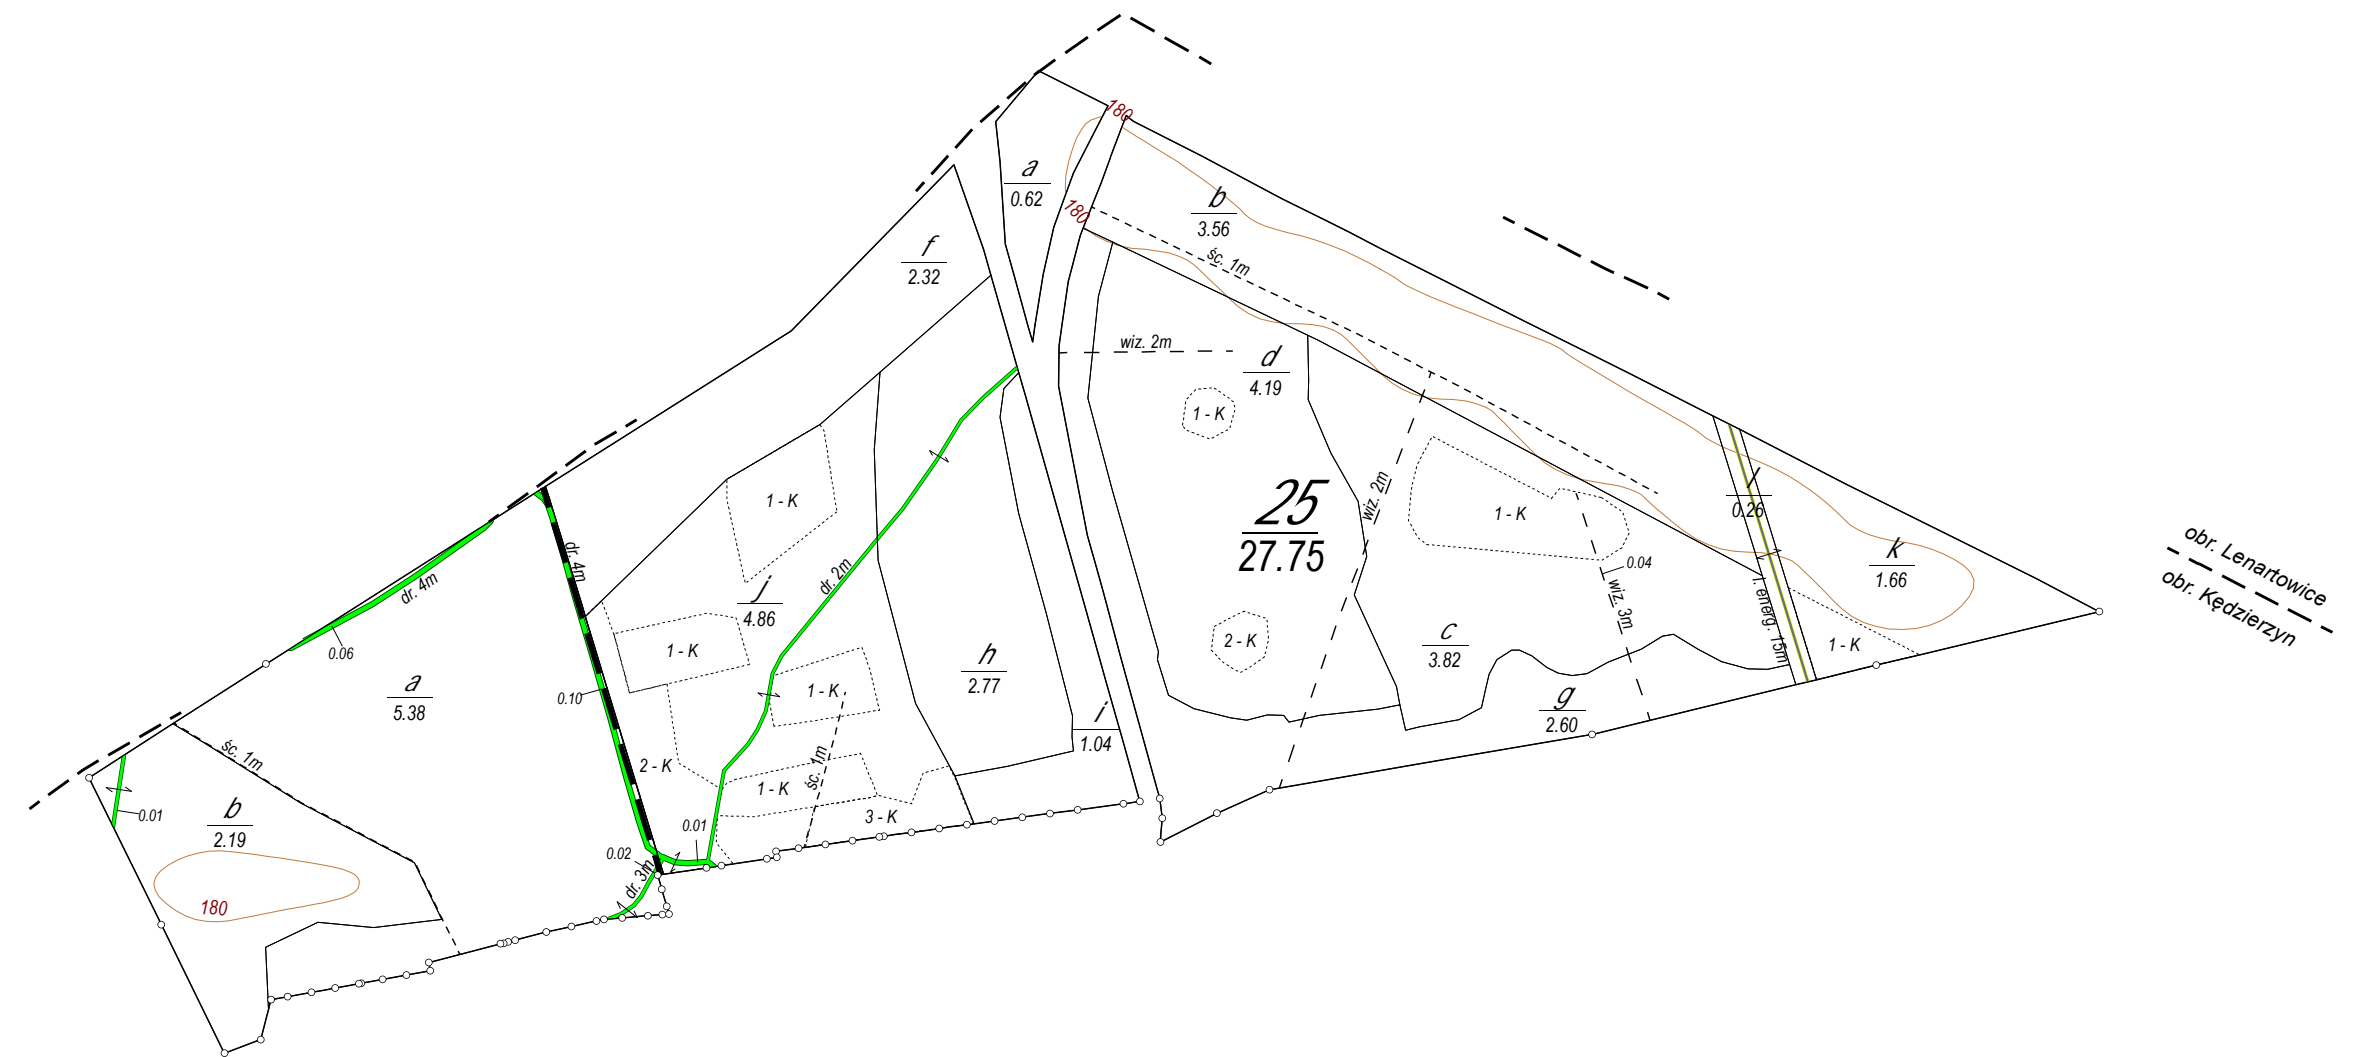 180
a
0.62
b
3.56
180
f
2.32
śc. 1m
wiz. 2m
d
4.19
1 - K
25
27.75
wiz. 2m
1 - K
l
0.26
k
1.66
obr. Lenartowice
obr. Kędzierzyn
1 - K
dr. 4m
dr. 4m
0.06
dr. 2m
j
4.86
0.04
wiz. 3m
l. energ. 15m
1 - K
2 - K
c
3.82
1 - K
h
2.77
a
5.38
0.10
1 - K
g
2.60
i
1.04
śc. 1m
2 - K
śc. 1m
1 - K
3 - K
0.01
b
2.19
0.01
0.02
dr. 3m
180